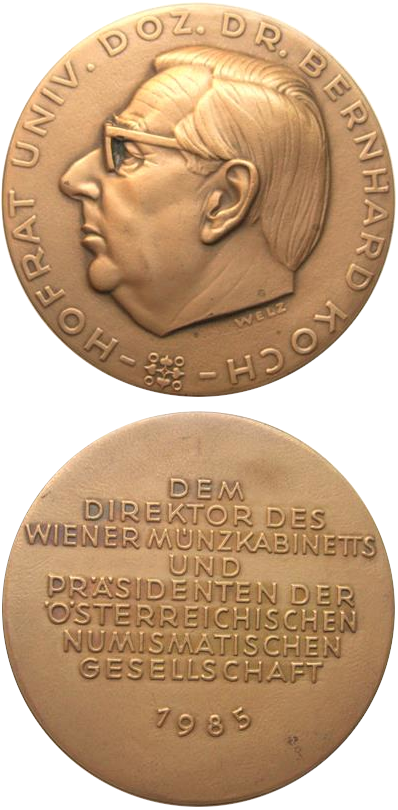 HOFRAT UNIV. DOZ. DR. BERNHARD KOCH
WELZ
DEM
DIREKTOR DES
WIENER MÜNZKABINETTS
UND
PRÄSIDENTEN DER
ÖSTERREICHISCHEN
NUMISMATISCHEN
GESELLSCHAFT
1985